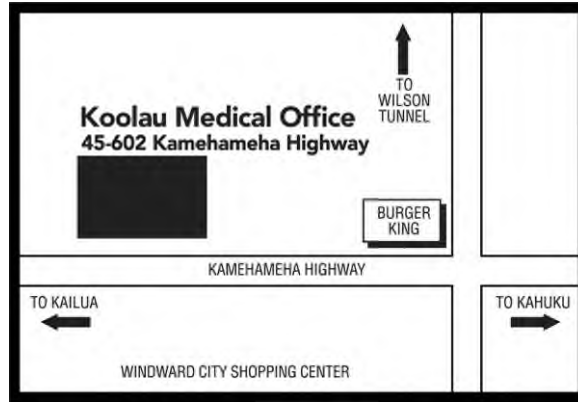 TO
WILSON
TUNNEL
Koolau Medical Office
45-602 Kamehameha Highway
BURGER
KING
KAMEHAMEHA HIGHWAY
TO KAILUA
TO KAHUKU
WINDWARD CITY SHOPPING CENTER